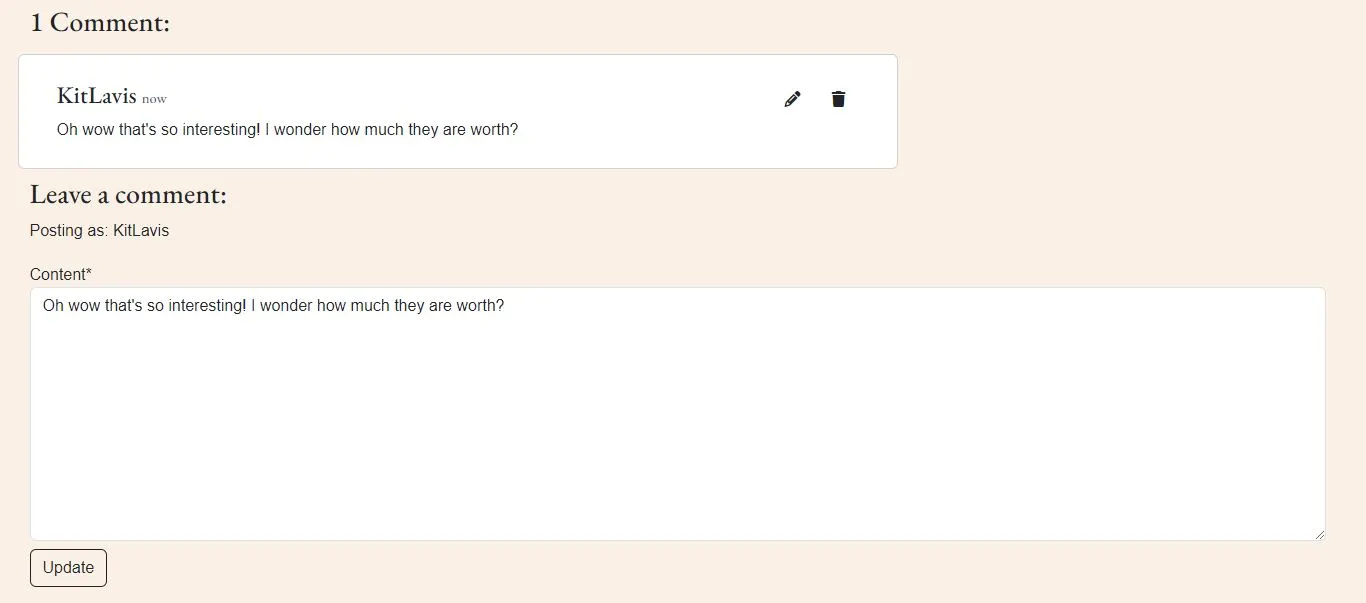 1 Comment:
KitLavis now
Oh wow that's so interesting! I wonder how much they are worth?
Leave a comment:
Posting as: KitLavis
Content*
Oh wow that's so interesting! I wonder how much they are worth?
Update